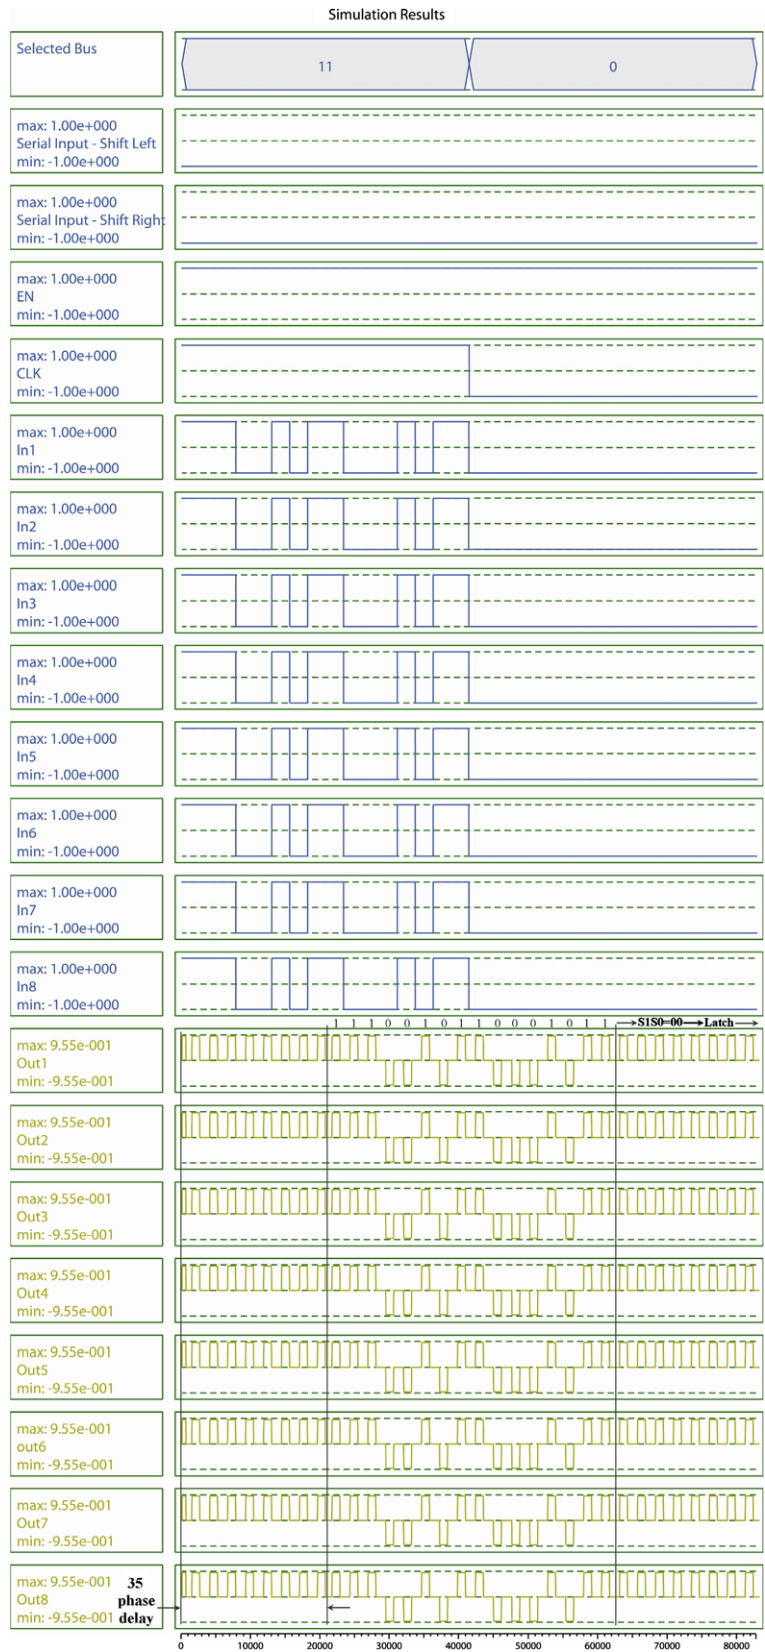 Simulation Results
Selected Bus
11
0
max: 1.00e+000
Serial Input - Shift Left
min: -1.00e+000
max: 1.00e+000
Serial Input - Shift Right
min: -1.00e+000
max: 1.00e+000
EN
min: -1.00e+000
max: 1.00e+000
CLK
min: -1.00e+000
max: 1.00e+000
In1
min: -1.00e+000
max: 1.00e+000
In2
min: -1.00e+000
max: 1.00e+000
In3
min: -1.00e+000
max: 1.00e+000
In4
min: -1.00e+000
max: 1.00e+000
In5
min: -1.00e+000
max: 1.00e+000
In6
min: -1.00e+000
max: 1.00e+000
In7
min: -1.00e+000
max: 1.00e+000
In8
min: -1.00e+000
1 1 1 0 0 1 0 1 1 0 0 0 1 0 1 1 S1S0=00 Latch
max: 9.55e-001
Out1
min: -9.55e-001
max: 9.55e-001
Out2
min: -9.55e-001
max: 9.55e-001
Out3
min: -9.55e-001
max: 9.55e-001
Out4
min: -9.55e-001
max: 9.55e-001
Out5
min: -9.55e-001
max: 9.55e-001
out6
min: -9.55e-001
max: 9.55e-001
Out7
min: -9.55e-001
max: 9.55e-001
Out8
min: -9.55e-001
35
phase
delay
0 10000 20000 30000 40000 50000 60000 70000 80000